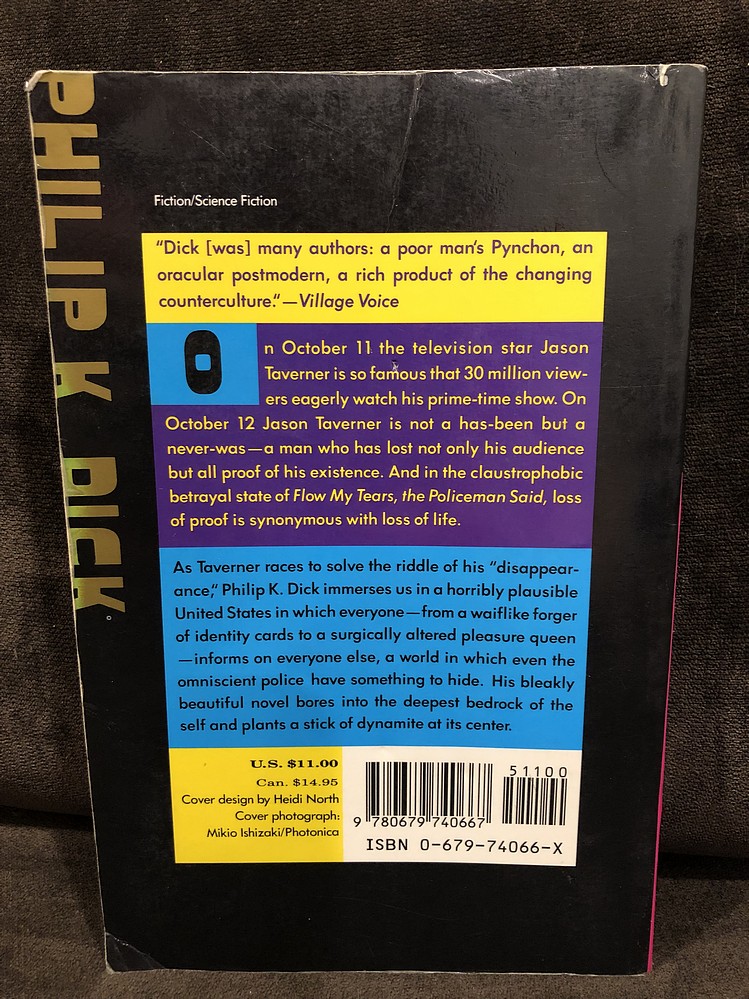 PHILIP K. DICK
Fiction/Science Fiction
“Dick [was] many authors: a poor man’s Pynchon, an
oracular postmodern, a rich product of the changing
counterculture.”—Village Voice
On October 11 the television star Jason
Taverner is so famous that 30 million view-
ers eagerly watch his prime-time show. On
October 12 Jason Taverner is not a has-been but a
never-was—a man who has lost not only his audience
but all proof of his existence. And in the claustrophobic
betrayal state of Flow My Tears, the Policeman Said, loss
of proof is synonymous with loss of life.
As Taverner races to solve the riddle of his “disappear-
ance,” Philip K. Dick immerses us in a horribly plausible
United States in which everyone—from a waiflike forger
of identity cards to a surgically altered pleasure queen
—informs on everyone else, a world in which even the
omniscient police have something to hide. His bleakly
beautiful novel bores into the deepest bedrock of the
self and plants a stick of dynamite at its center.
U.S. $11.00
Can. $14.95
Cover design by Heidi North
Cover photograph:
Mikio Ishizaki/Photonica
51100
9 780679 740667
ISBN 0-679-74066-X